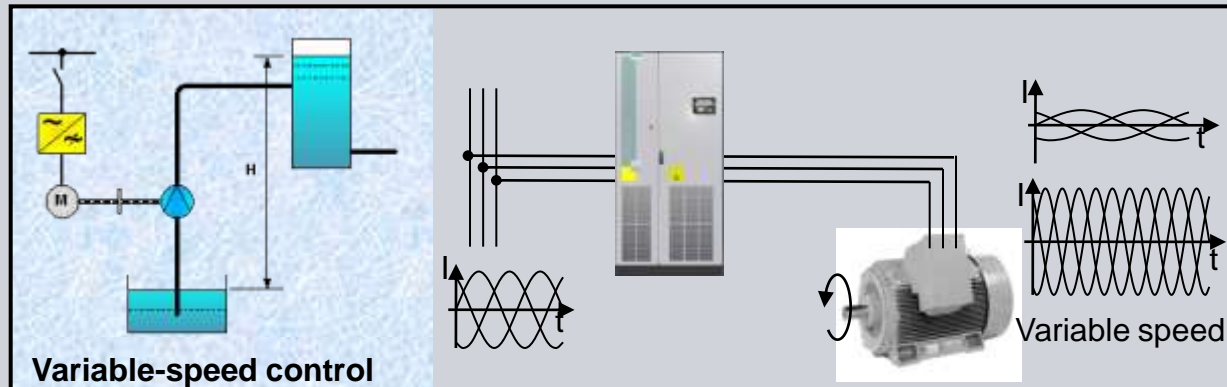 H
M
Variable-speed control
I
t
I
t
I
t
Variable speed